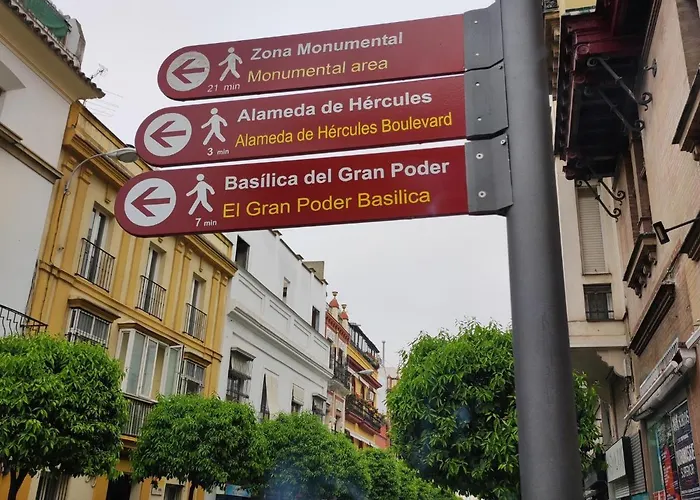 Zona Monumental
Monumental area
21 min
Alameda de Hércules
Alameda de Hércules Boulevard
3 min
Basílica del Gran Poder
El Gran Poder Basilica
7 min